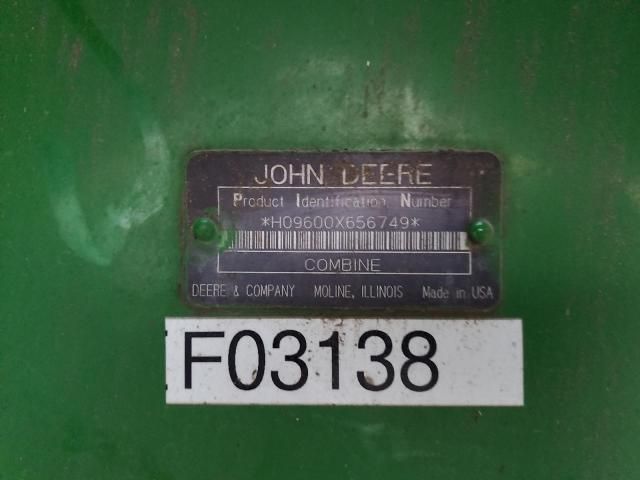 JOHN DEERE
Product Identification Number
*H09600X656749*
COMBINE
DEERE & COMPANY MOLINE, ILLINOIS Made in USA
F03138